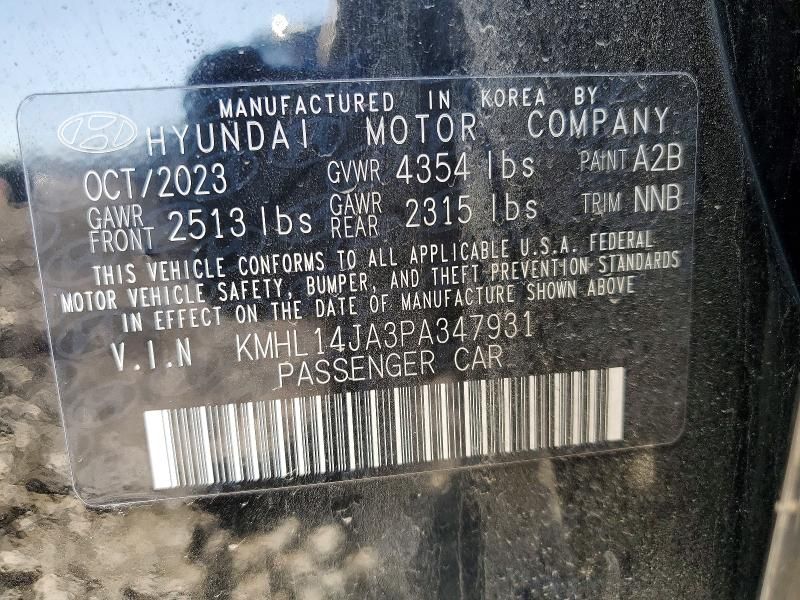 MANUFACTURED IN KOREA BY
HYUNDAI MOTOR COMPANY
OCT/2023 GVWR 4354 lbs PAINT A2B
GAWR FRONT 2513 lbs GAWR REAR 2315 lbs TRIM NNB
THIS VEHICLE CONFORMS TO ALL APPLICABLE U.S.A. FEDERAL
MOTOR VEHICLE SAFETY, BUMPER, AND THEFT PREVENTION STANDARDS
IN EFFECT ON THE DATE OF MANUFACTURE SHOWN ABOVE
V.I.N KMHL14JA3PA347931
PASSENGER CAR